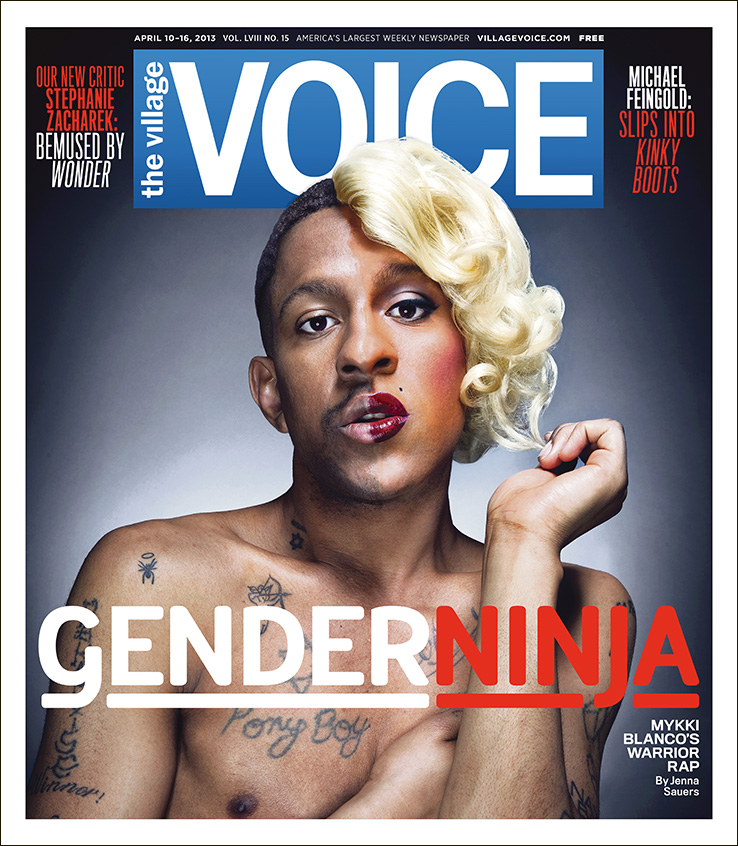 APRIL 10–16, 2013 VOL. LVIII NO. 15 AMERICA'S LARGEST WEEKLY NEWSPAPER VILLAGEVOICE.COM FREE
the village
VOICE
OUR NEW CRITIC
STEPHANIE
ZACHAREK:
BEMUSED BY
WONDER
MICHAEL
FEINGOLD:
SLIPS INTO
KINKY
BOOTS
GENDERNINJA
Pony Boy
Winner!
MYKKI
BLANCO'S
WARRIOR
RAP
By Jenna
Sauers